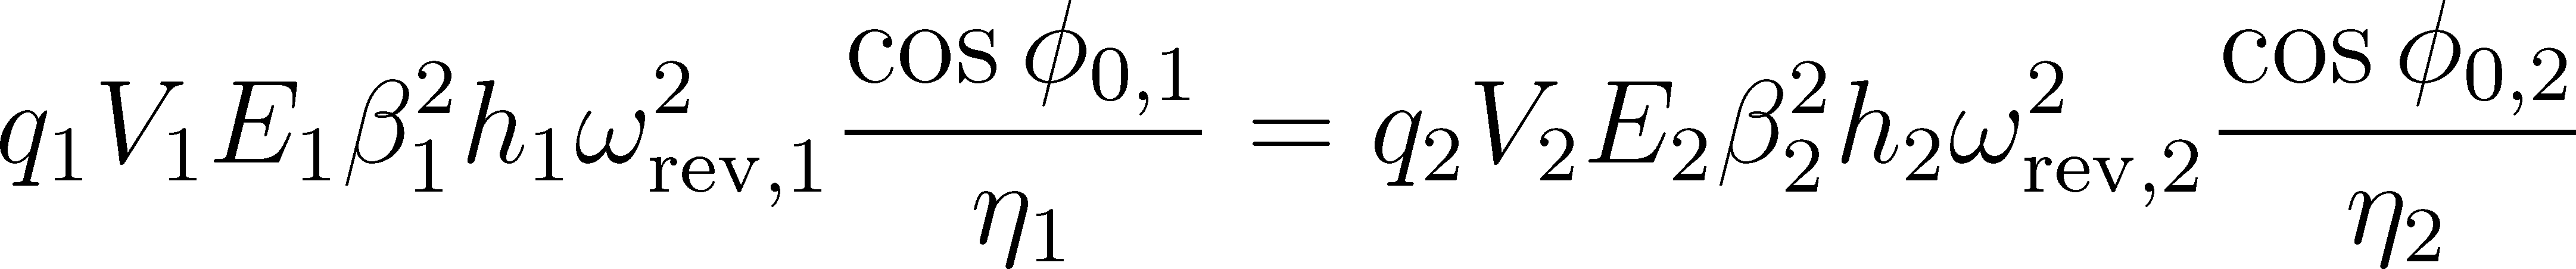 $q_1 V_1 E_1 \beta_1^2 h_1 \omega_{\mathrm{rev},1}^2 \frac{\cos \phi_{0,1}}{\eta_1} = q_2 V_2 E_2 \beta_2^2 h_2 \omega_{\mathrm{rev},2}^2 \frac{\cos \phi_{0,2}}{\eta_2}$